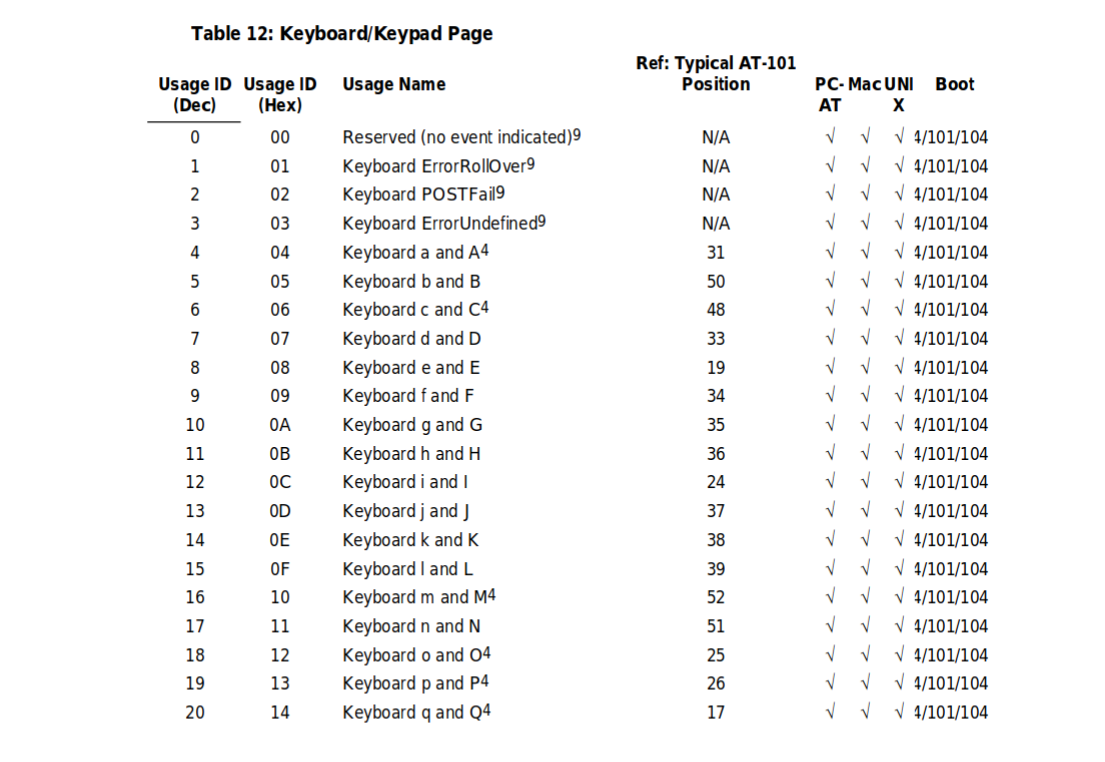 Table 12: Keyboard/Keypad Page
Ref: Typical AT-101
Usage ID Usage ID Usage Name Position PC- Mac UNI Boot
(Dec) (Hex) AT X
0 00 Reserved (no event indicated)9 N/A √ √ √ 4/101/104
1 01 Keyboard ErrorRollOver9 N/A √ √ √ 4/101/104
2 02 Keyboard POSTFail9 N/A √ √ √ 4/101/104
3 03 Keyboard ErrorUndefined9 N/A √ √ √ 4/101/104
4 04 Keyboard a and A4 31 √ √ √ 4/101/104
5 05 Keyboard b and B 50 √ √ √ 4/101/104
6 06 Keyboard c and C4 48 √ √ √ 4/101/104
7 07 Keyboard d and D 33 √ √ √ 4/101/104
8 08 Keyboard e and E 19 √ √ √ 4/101/104
9 09 Keyboard f and F 34 √ √ √ 4/101/104
10 0A Keyboard g and G 35 √ √ √ 4/101/104
11 0B Keyboard h and H 36 √ √ √ 4/101/104
12 0C Keyboard i and I 24 √ √ √ 4/101/104
13 0D Keyboard j and J 37 √ √ √ 4/101/104
14 0E Keyboard k and K 38 √ √ √ 4/101/104
15 0F Keyboard l and L 39 √ √ √ 4/101/104
16 10 Keyboard m and M4 52 √ √ √ 4/101/104
17 11 Keyboard n and N 51 √ √ √ 4/101/104
18 12 Keyboard o and O4 25 √ √ √ 4/101/104
19 13 Keyboard p and P4 26 √ √ √ 4/101/104
20 14 Keyboard q and Q4 17 √ √ √ 4/101/104